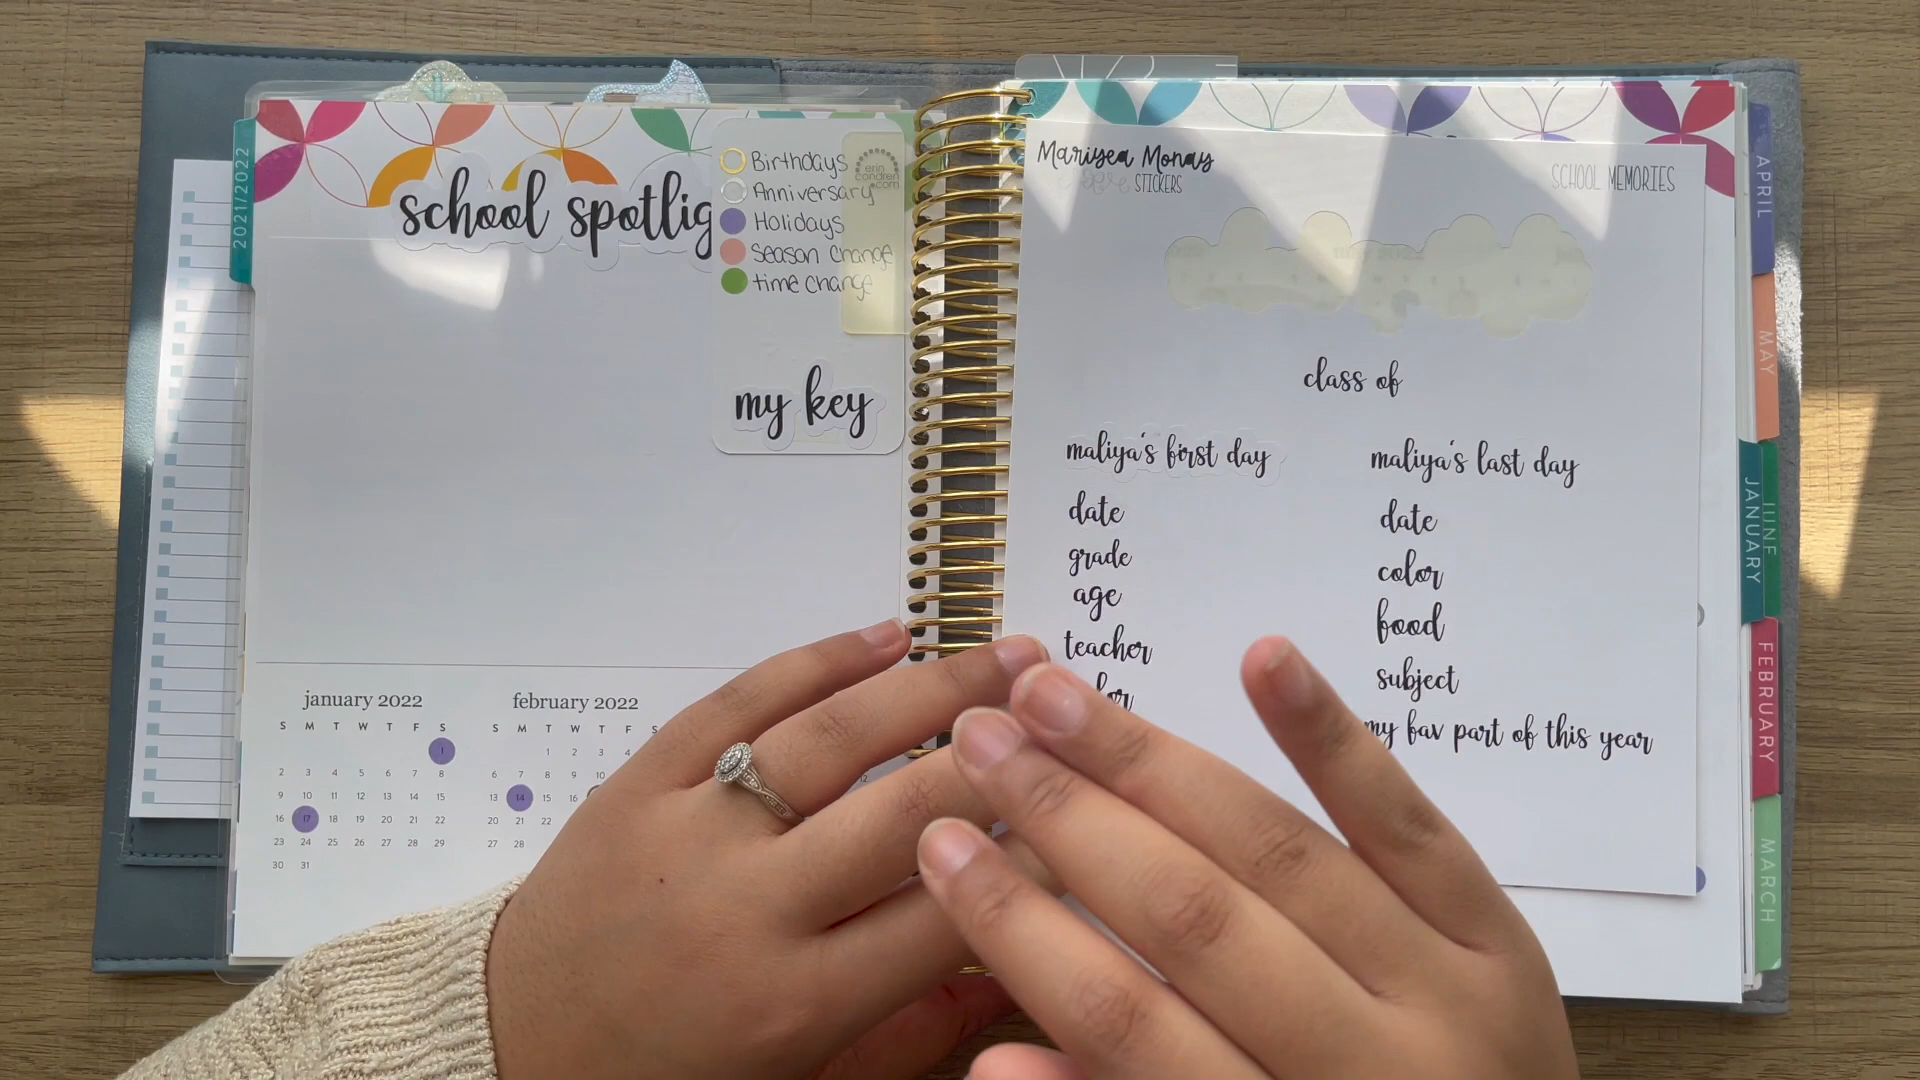 2021/2022
school spotlig
Birthdays
Anniversary
Holidays
Season change
time change
erin
condren
.com
my key
january 2022
S M T W T F S
1
2 3 4 5 6 7 8
9 10 11 12 13 14 15
16 17 18 19 20 21 22
23 24 25 26 27 28 29
30 31
february 2022
S M T W T F S
1 2 3 4
6 7 8 9 10
13 14 15 16
20 21 22
27 28
12
Mariyea Monay
STICKERS
SCHOOL MEMORIES
class of
maliya's first day
date
grade
age
teacher
maliya's last day
date
color
food
subject
my fav part of this year
APRIL
MAY
JUNE
JANUARY
FEBRUARY
MARCH